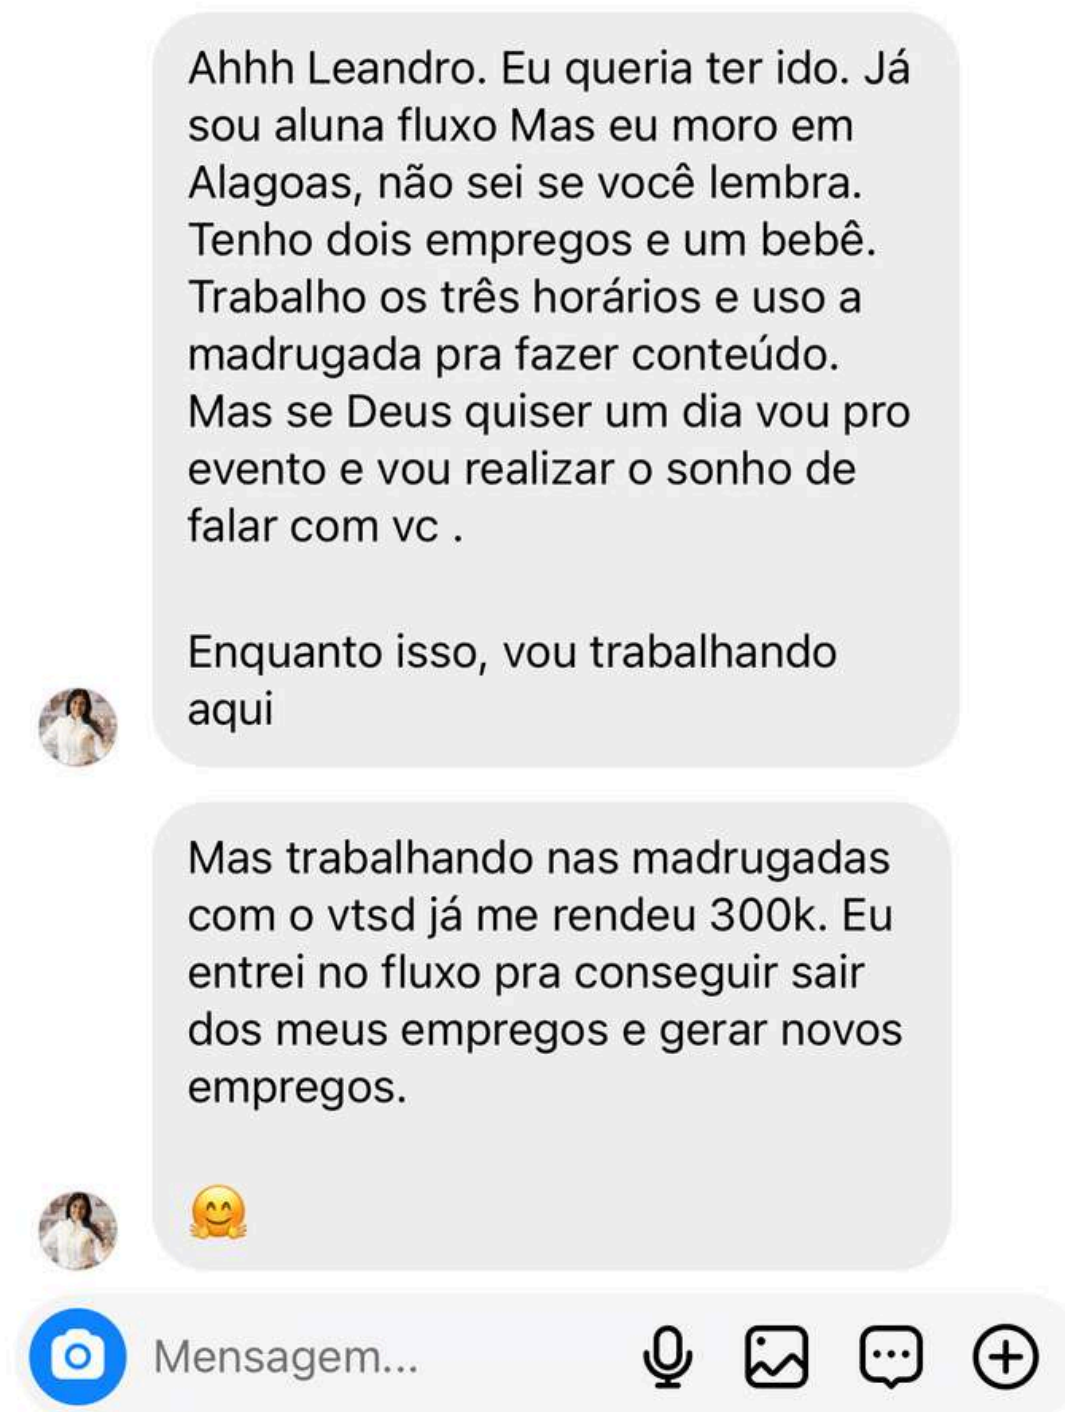 Ahhh Leandro. Eu queria ter ido. Já
sou aluna fluxo Mas eu moro em
Alagoas, não sei se você lembra.
Tenho dois empregos e um bebê.
Trabalho os três horários e uso a
madrugada pra fazer conteúdo.
Mas se Deus quiser um dia vou pro
evento e vou realizar o sonho de
falar com vc .
Enquanto isso, vou trabalhando
aqui
Mas trabalhando nas madrugadas
com o vtsd já me rendeu 300k. Eu
entrei no fluxo pra conseguir sair
dos meus empregos e gerar novos
empregos.
🤗
Mensagem...